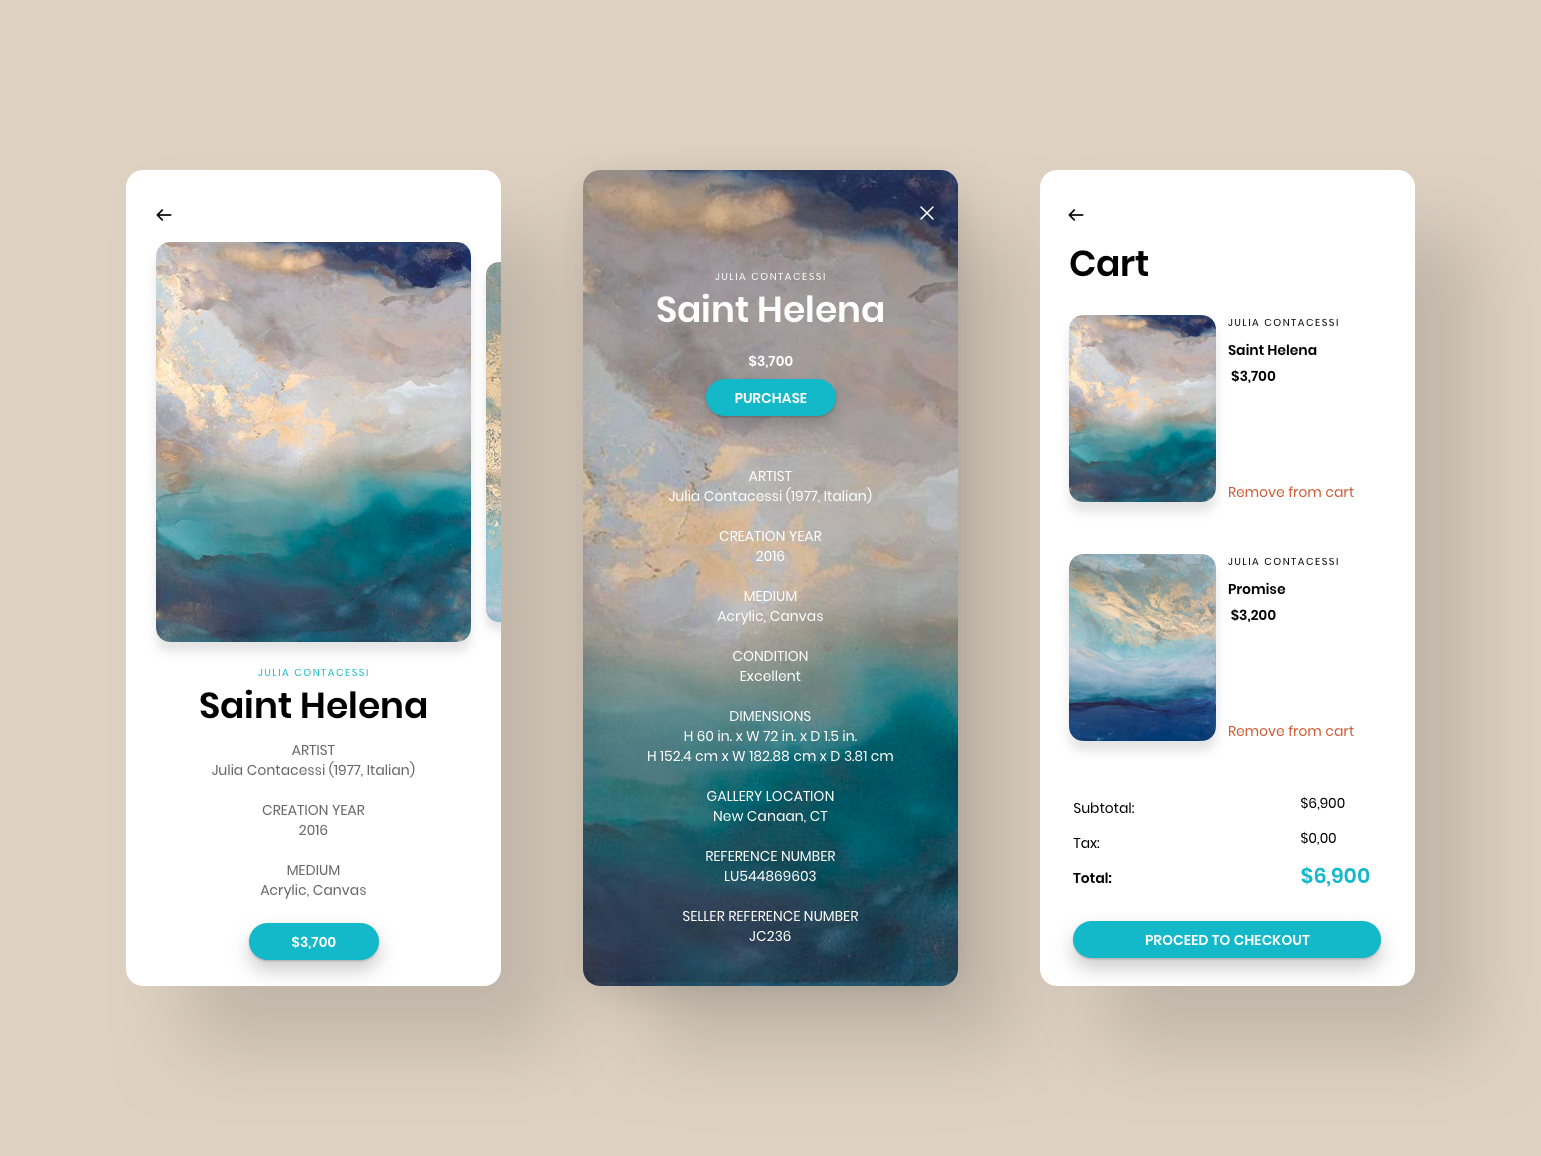 JULIA CONTACESSI
Saint Helena
ARTIST
Julia Contacessi (1977, Italian)
CREATION YEAR
2016
MEDIUM
Acrylic, Canvas
$3,700
JULIA CONTACESSI
Saint Helena
$3,700
PURCHASE
ARTIST
Julia Contacessi (1977, Italian)
CREATION YEAR
2016
MEDIUM
Acrylic, Canvas
CONDITION
Excellent
DIMENSIONS
H 60 in. x W 72 in. x D 1.5 in.
H 152.4 cm x W 182.88 cm x D 3.81 cm
GALLERY LOCATION
New Canaan, CT
REFERENCE NUMBER
LU544869603
SELLER REFERENCE NUMBER
JC236
Cart
JULIA CONTACESSI
Saint Helena
$3,700
Remove from cart
JULIA CONTACESSI
Promise
$3,200
Remove from cart
Subtotal: $6,900
Tax: $0,00
Total: $6,900
PROCEED TO CHECKOUT